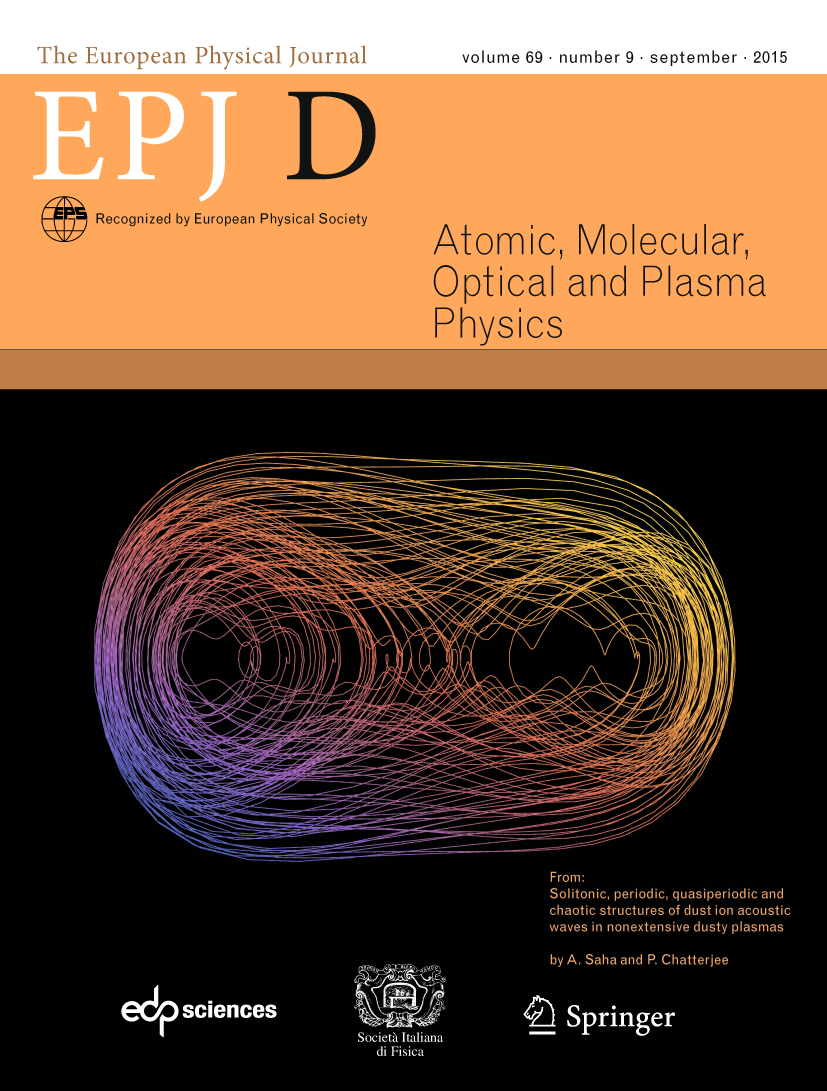 The European Physical Journal
volume 69 · number 9 · september · 2015
EPJ D
EPS
Recognized by European Physical Society
Atomic, Molecular,
Optical and Plasma
Physics
From:
Solitonic, periodic, quasiperiodic and
chaotic structures of dust ion acoustic
waves in nonextensive dusty plasmas
by A. Saha and P. Chatterjee
edp sciences
Società Italiana
di Fisica
Springer